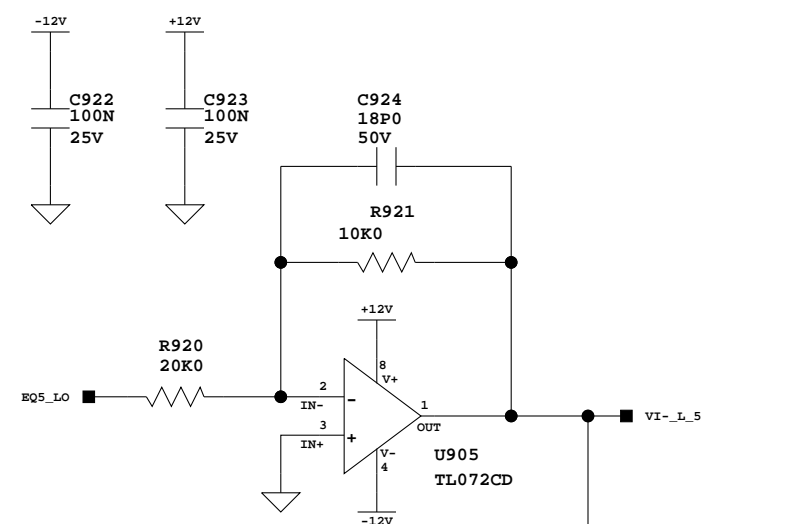 -12V
+12V
C922
100N
25V
C923
100N
25V
C924
18P0
50V
R921
10K0
+12V
R920
20K0
8
V+
EQ5_LO
2
IN-
-
1
OUT
VI-_L_5
3
IN+
+
V-
4
U905
TL072CD
-12V